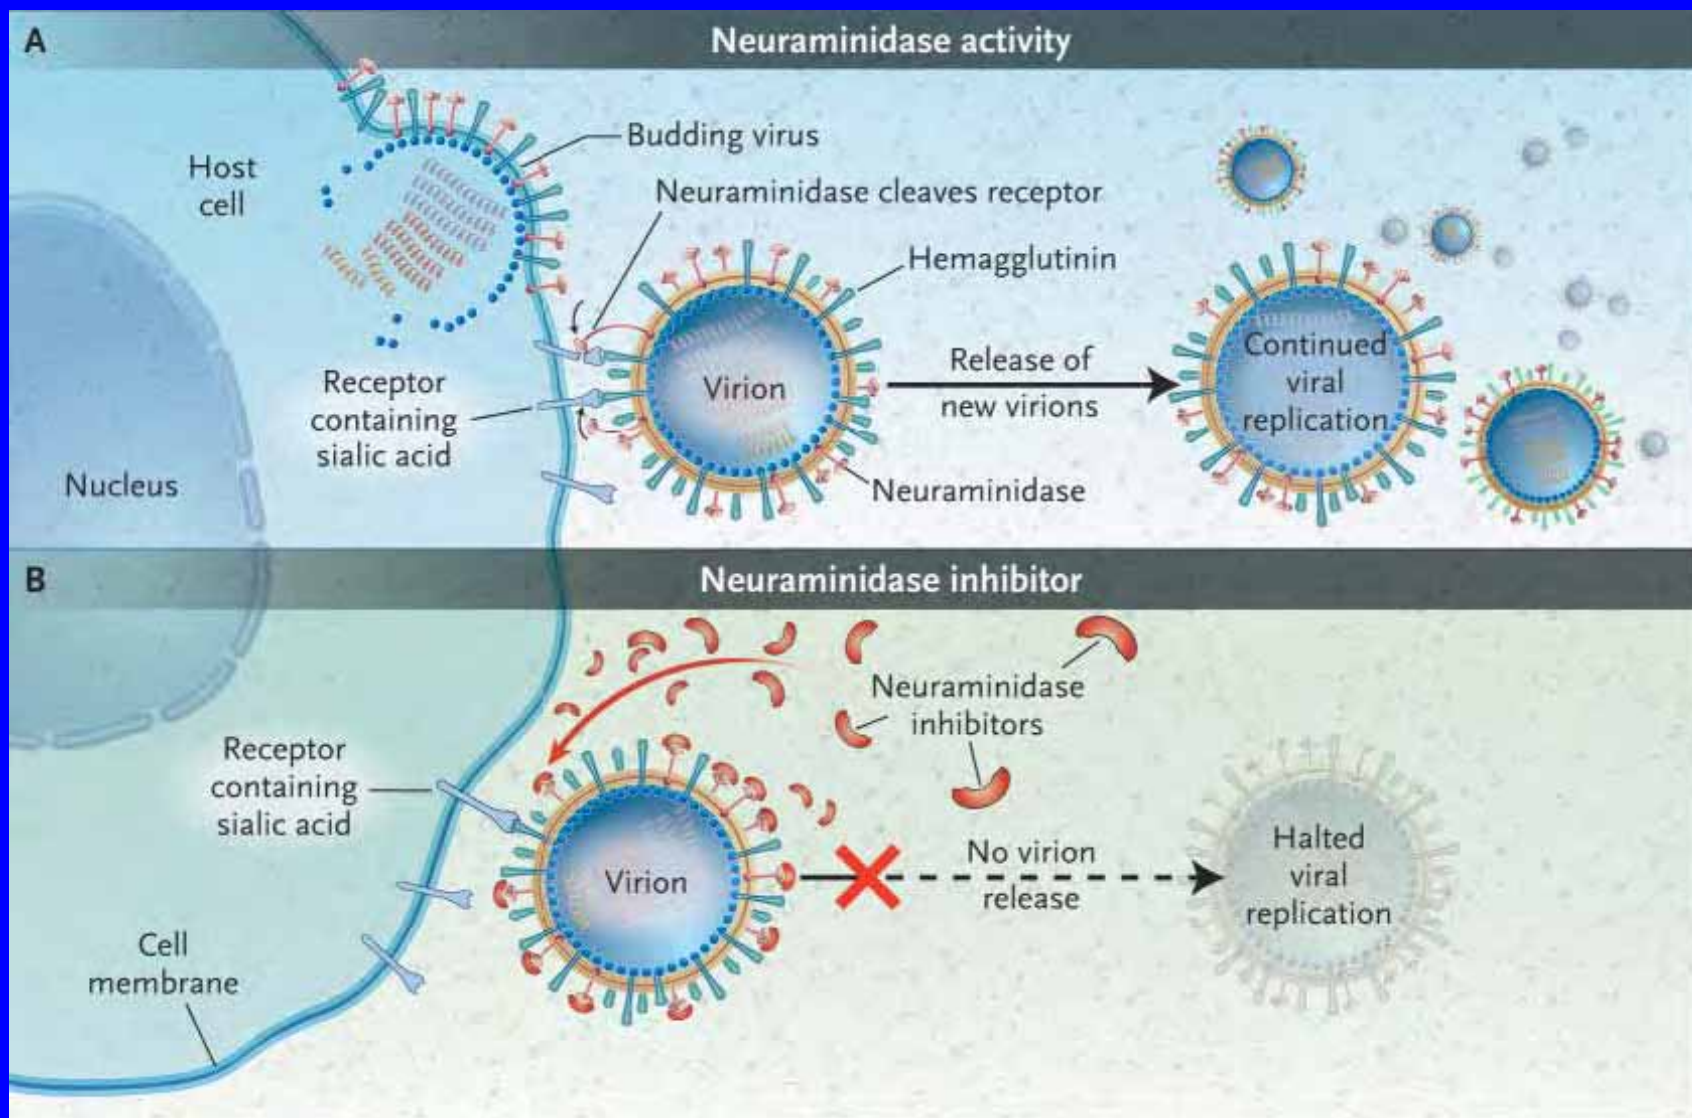 A
Neuraminidase activity
Host
cell
Budding virus
Neuraminidase cleaves receptor
Hemagglutinin
Receptor
containing
sialic acid
Virion
Release of
new virions
Continued
viral
replication
Nucleus
Neuraminidase
B
Neuraminidase inhibitor
Neuraminidase
inhibitors
Receptor
containing
sialic acid
Virion
No virion
release
Halted
viral
replication
Cell
membrane